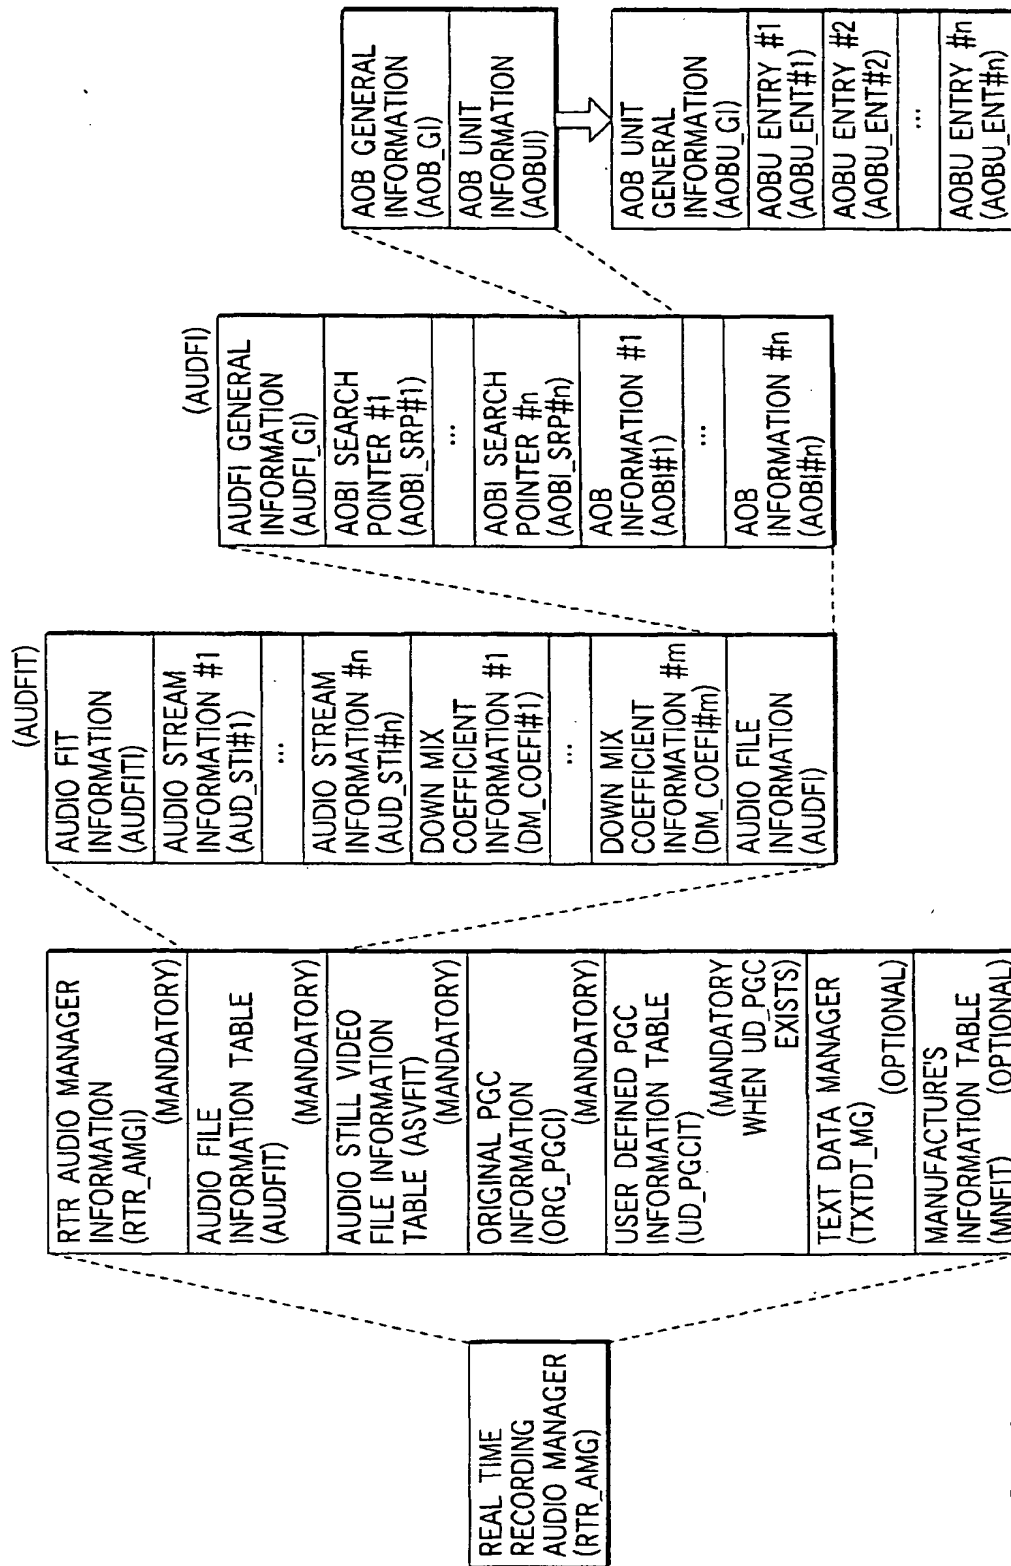 REAL TIME
RECORDING
AUDIO MANAGER
(RTR_AMG)
RTR AUDIO MANAGER
INFORMATION
(RTR_AMGI)
(MANDATORY)
AUDIO FILE
INFORMATION TABLE
(AUDFIT)
(MANDATORY)
AUDIO STILL VIDEO
FILE INFORMATION
TABLE (ASVFIT)
(MANDATORY)
ORIGINAL PGC
INFORMATION
(ORG_PGCI)
(MANDATORY)
USER DEFINED PGC
INFORMATION TABLE
(UD_PGCIT)
(MANDATORY
WHEN UD_PGC
EXISTS)
TEXT DATA MANAGER
(TXTDT_MG)
(OPTIONAL)
MANUFACTURE'S
INFORMATION TABLE
(MNFIT) (OPTIONAL)
(AUDFIT)
AUDIO FIT
INFORMATION
(AUDFITI)
AUDIO STREAM
INFORMATION #1
(AUD_STI#1)
...
AUDIO STREAM
INFORMATION #n
(AUD_STI#n)
DOWN MIX
COEFFICIENT
INFORMATION #1
(DM_COEFI#1)
...
DOWN MIX
COEFFICIENT
INFORMATION #m
(DM_COEFI#m)
AUDIO FILE
INFORMATION
(AUDFI)
(AUDFI)
AUDFI GENERAL
INFORMATION
(AUDFI_GI)
AOBI SEARCH
POINTER #1
(AOBI_SRP#1)
...
AOBI SEARCH
POINTER #n
(AOBI_SRP#n)
AOB
INFORMATION #1
(AOBI#1)
...
AOB
INFORMATION #n
(AOBI#n)
AOB GENERAL
INFORMATION
(AOB_GI)
AOB UNIT
INFORMATION
(AOBUI)
AOB UNIT
GENERAL
INFORMATION
(AOBU_GI)
AOBU ENTRY #1
(AOBU_ENT#1)
AOBU ENTRY #2
(AOBU_ENT#2)
...
AOBU ENTRY #n
(AOBU_ENT#n)